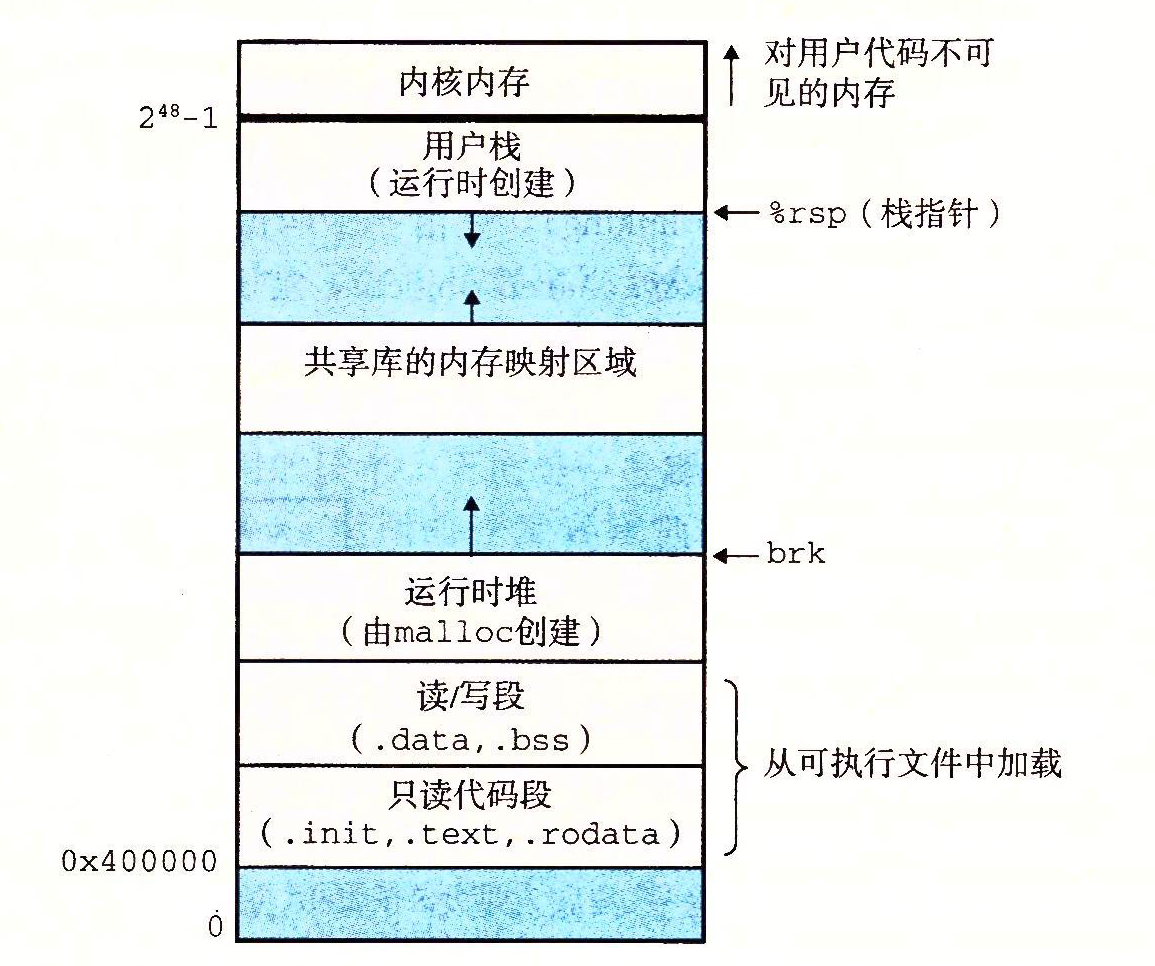 内核内存
对用户代码不可
见的内存
2⁴⁸-1
用户栈
（运行时创建）
%rsp（栈指针）
共享库的内存映射区域
brk
运行时堆
（由malloc创建）
读/写段
（.data,.bss）
从可执行文件中加载
只读代码段
（.init,.text,.rodata）
0x400000
0